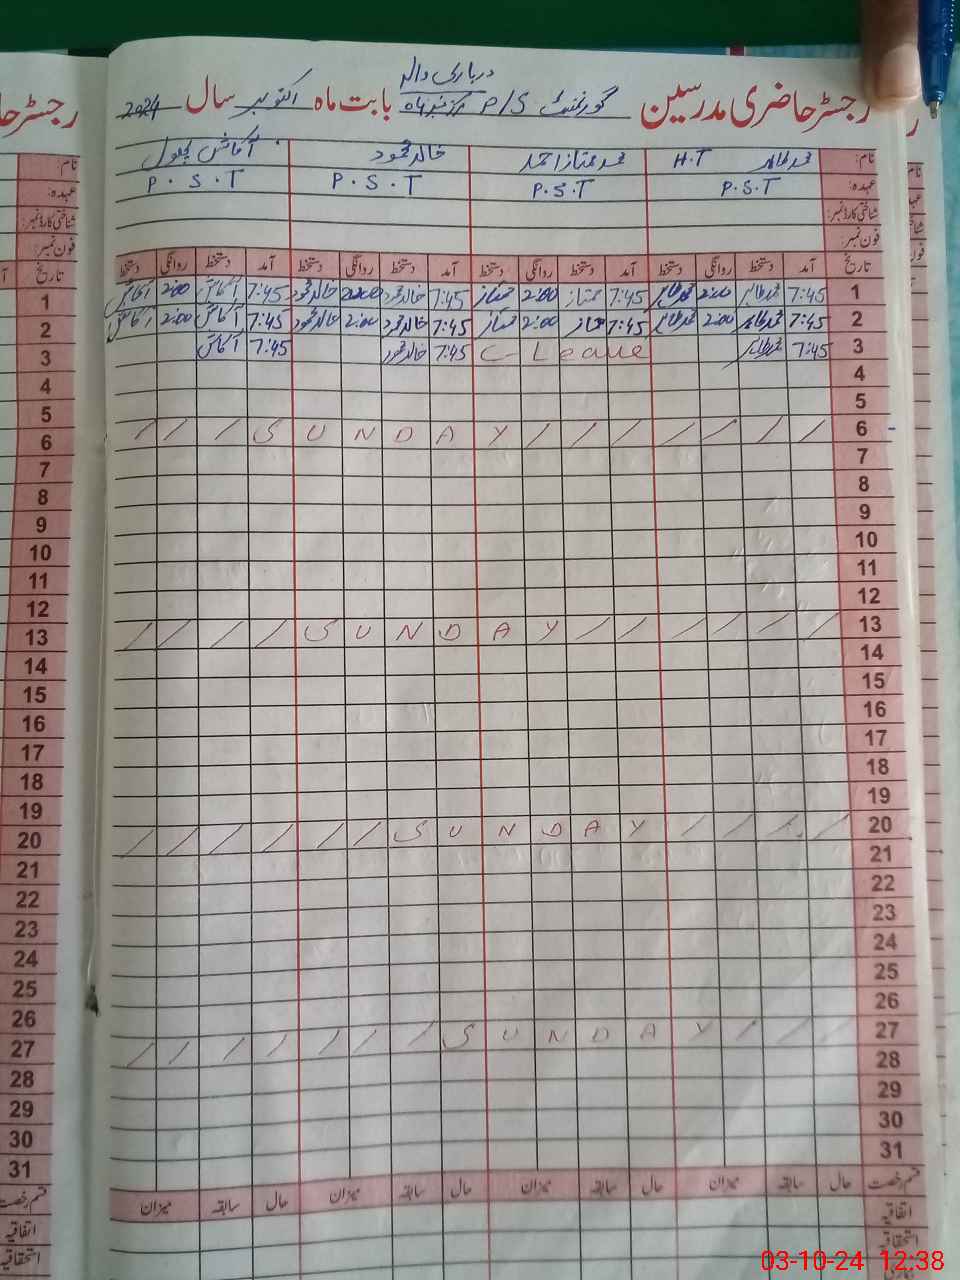 رجسٹر حاضری مدرسین گورنمنٹ P/S درباری والہ مرکز نمبر 04 بابت ماہ اکتوبر سال 2024
نام: محمد طاہر H.T محمد ممتاز احمد خالد محمود آکاش
عہدہ: P.S.T P.S.T P.S.T P.S.T
شناختی کارڈ نمبر:
فون نمبر:
تاریخ آمد دستخط روانگی دستخط آمد دستخط روانگی دستخط آمد دستخط روانگی دستخط آمد دستخط روانگی دستخط
1 7:45 محمد طاہر 2:00 محمد طاہر 7:45 ممتاز 2:00 ممتاز 7:45 خالد محمود 2:00 خالد محمود 7:45 آکاش 2:00 آکاش
2 7:45 محمد طاہر 2:00 محمد طاہر 7:45 ممتاز 2:00 ممتاز 7:45 خالد محمود 2:00 خالد محمود 7:45 آکاش 2:00 آکاش
3 7:45 محمد طاہر C-Leave 7:45 خالد محمود 7:45 آکاش
4
5
6 SUNDAY
7
8
9
10
11
12
13 SUNDAY
14
15
16
17
18
19
20 SUNDAY
21
22
23
24
25
26
27 SUNDAY
28
29
30
31
قسم رخصت حال سابقہ میزان حال سابقہ میزان حال سابقہ میزان حال سابقہ میزان
اتفاقیہ
استحقاقیہ
03-10-24 12:38